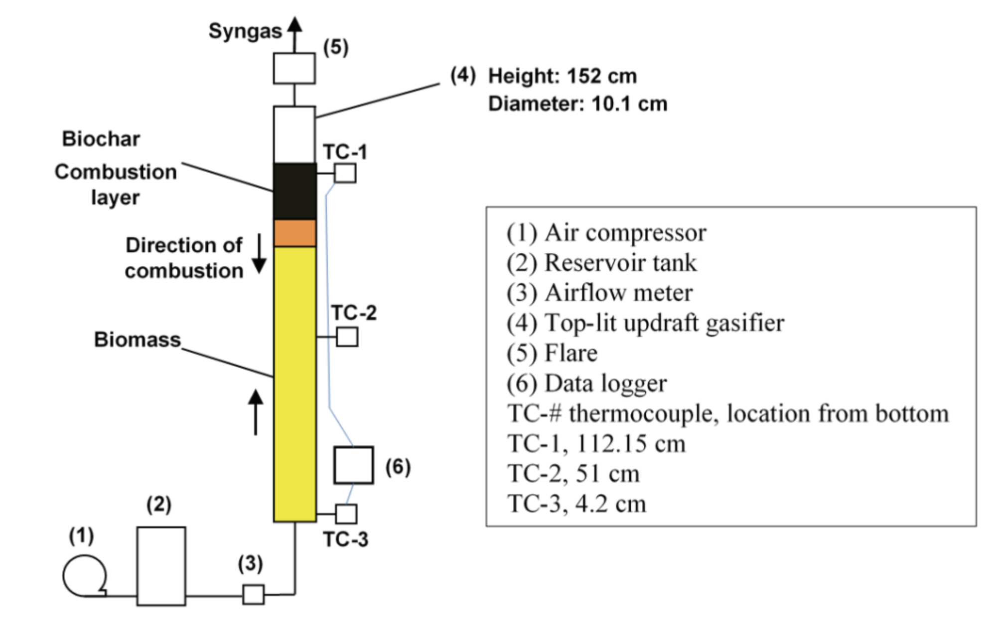 Syngas
(5)
(4) Height: 152 cm
Diameter: 10.1 cm
Biochar
Combustion
layer
TC-1
Direction of
combustion
TC-2
Biomass
(6)
(2)
(1)
(3)
TC-3
(1) Air compressor
(2) Reservoir tank
(3) Airflow meter
(4) Top-lit updraft gasifier
(5) Flare
(6) Data logger
TC-# thermocouple, location from bottom
TC-1, 112.15 cm
TC-2, 51 cm
TC-3, 4.2 cm